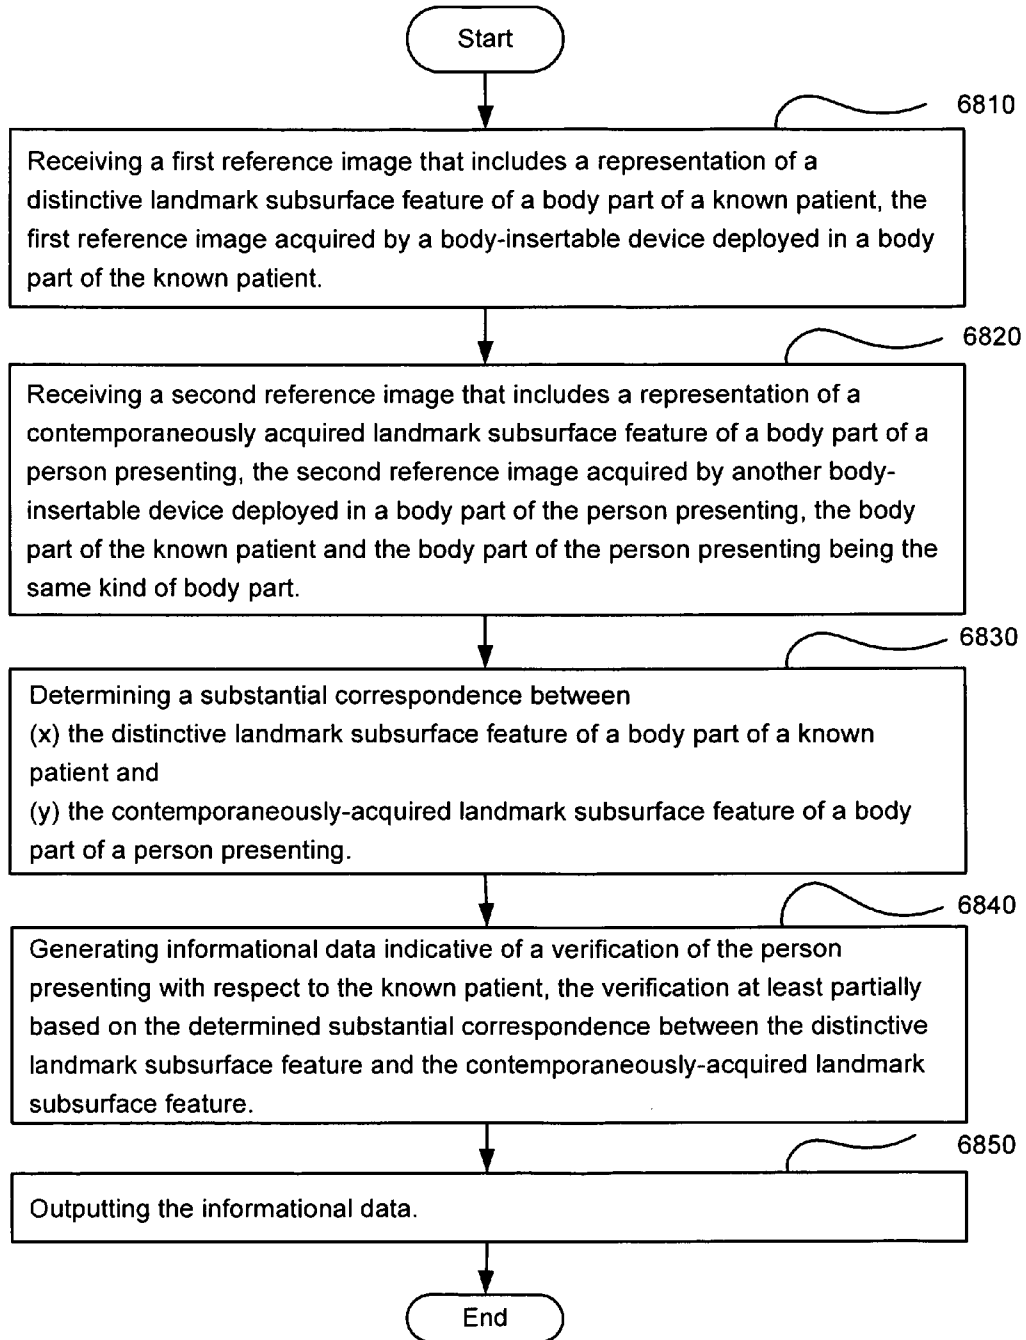 Start
6810
Receiving a first reference image that includes a representation of a
distinctive landmark subsurface feature of a body part of a known patient, the
first reference image acquired by a body-insertable device deployed in a body
part of the known patient.
6820
Receiving a second reference image that includes a representation of a
contemporaneously acquired landmark subsurface feature of a body part of a
person presenting, the second reference image acquired by another body-
insertable device deployed in a body part of the person presenting, the body
part of the known patient and the body part of the person presenting being the
same kind of body part.
6830
Determining a substantial correspondence between
(x) the distinctive landmark subsurface feature of a body part of a known
patient and
(y) the contemporaneously-acquired landmark subsurface feature of a body
part of a person presenting.
6840
Generating informational data indicative of a verification of the person
presenting with respect to the known patient, the verification at least partially
based on the determined substantial correspondence between the distinctive
landmark subsurface feature and the contemporaneously-acquired landmark
subsurface feature.
6850
Outputting the informational data.
End